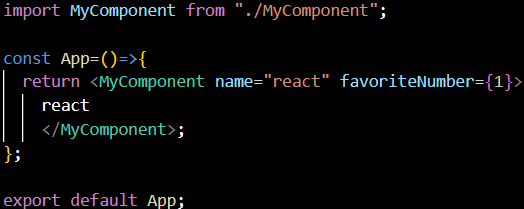 import MyComponent from "./MyComponent";
const App=()=>{
return <MyComponent name="react" favoriteNumber={1}>
react
</MyComponent>;
};
export default App;